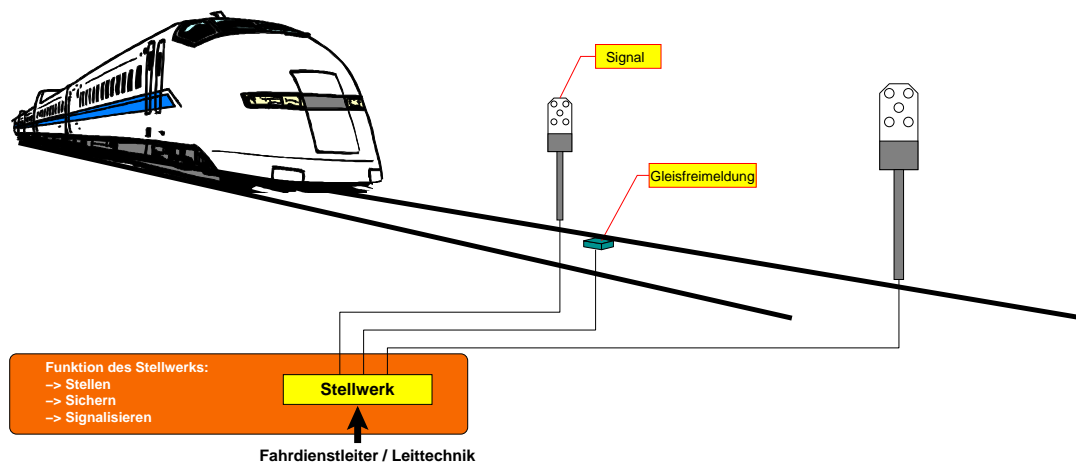 Signal
Gleisfreimeldung
Funktion des Stellwerks:
–> Stellen
–> Sichern
–> Signalisieren
Stellwerk
Fahrdienstleiter / Leittechnik